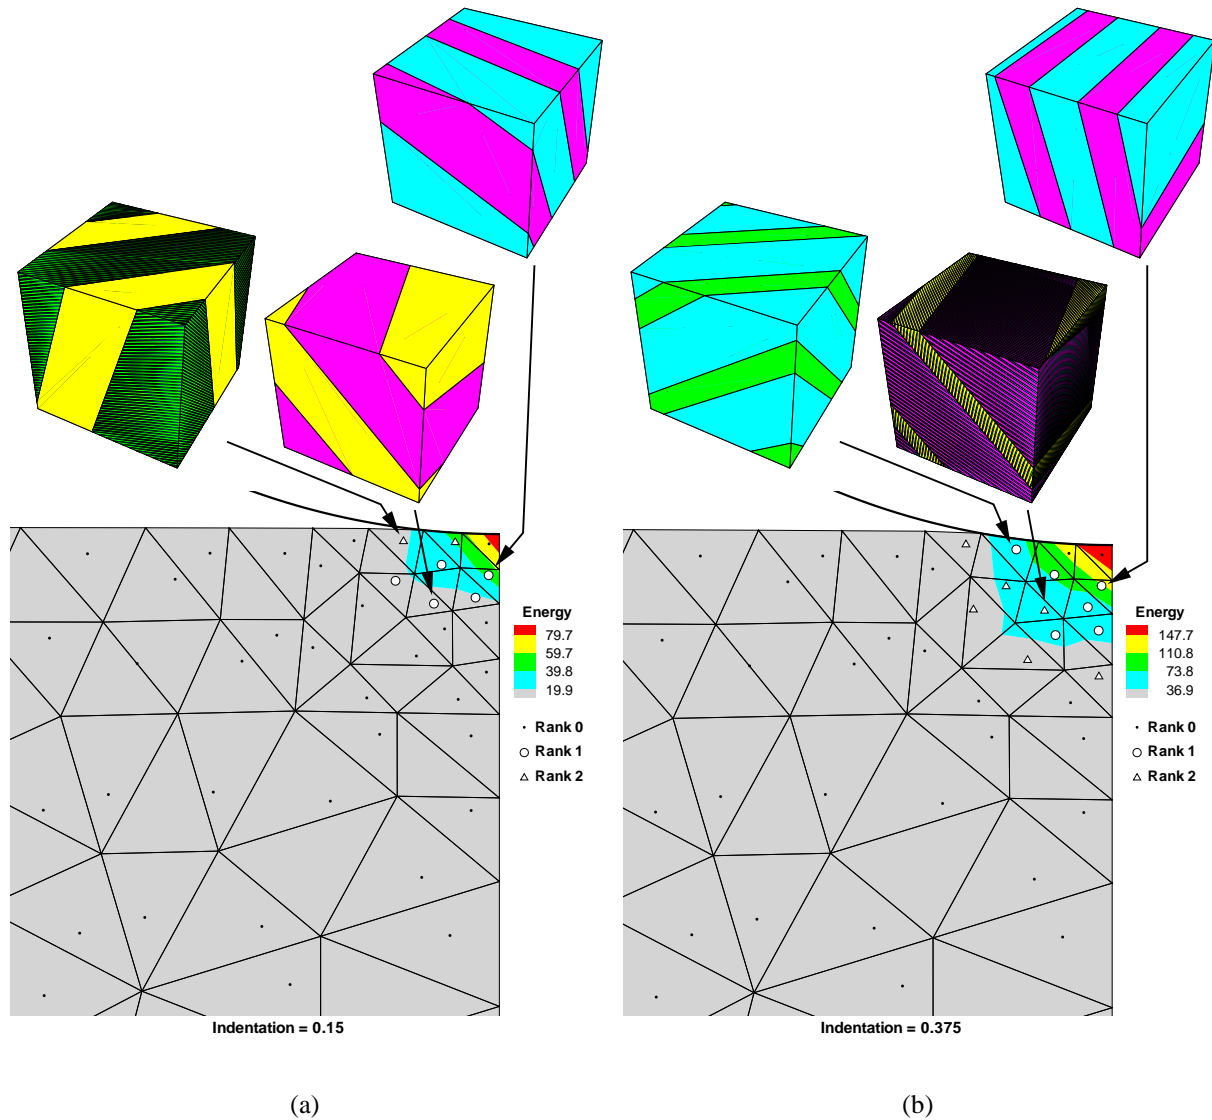 Energy
79.7
59.7
39.8
19.9
Rank 0
Rank 1
Rank 2
Indentation = 0.15
(a)
Energy
147.7
110.8
73.8
36.9
Rank 0
Rank 1
Rank 2
Indentation = 0.375
(b)